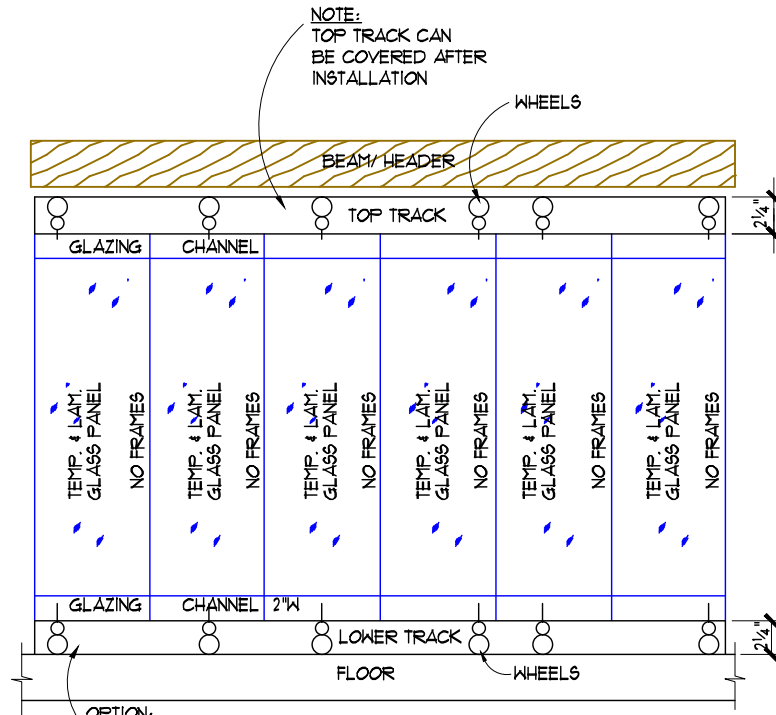 NOTE:
TOP TRACK CAN
BE COVERED AFTER
INSTALLATION
WHEELS
BEAM/ HEADER
TOP TRACK
2¼"
GLAZING CHANNEL
TEMP. & LAM.
GLASS PANEL
NO FRAMES
TEMP. & LAM.
GLASS PANEL
NO FRAMES
TEMP. & LAM.
GLASS PANEL
NO FRAMES
TEMP. & LAM.
GLASS PANEL
NO FRAMES
TEMP. & LAM.
GLASS PANEL
NO FRAMES
TEMP. & LAM.
GLASS PANEL
NO FRAMES
GLAZING CHANNEL 2"W
LOWER TRACK
2¼"
FLOOR
WHEELS
OPTION: